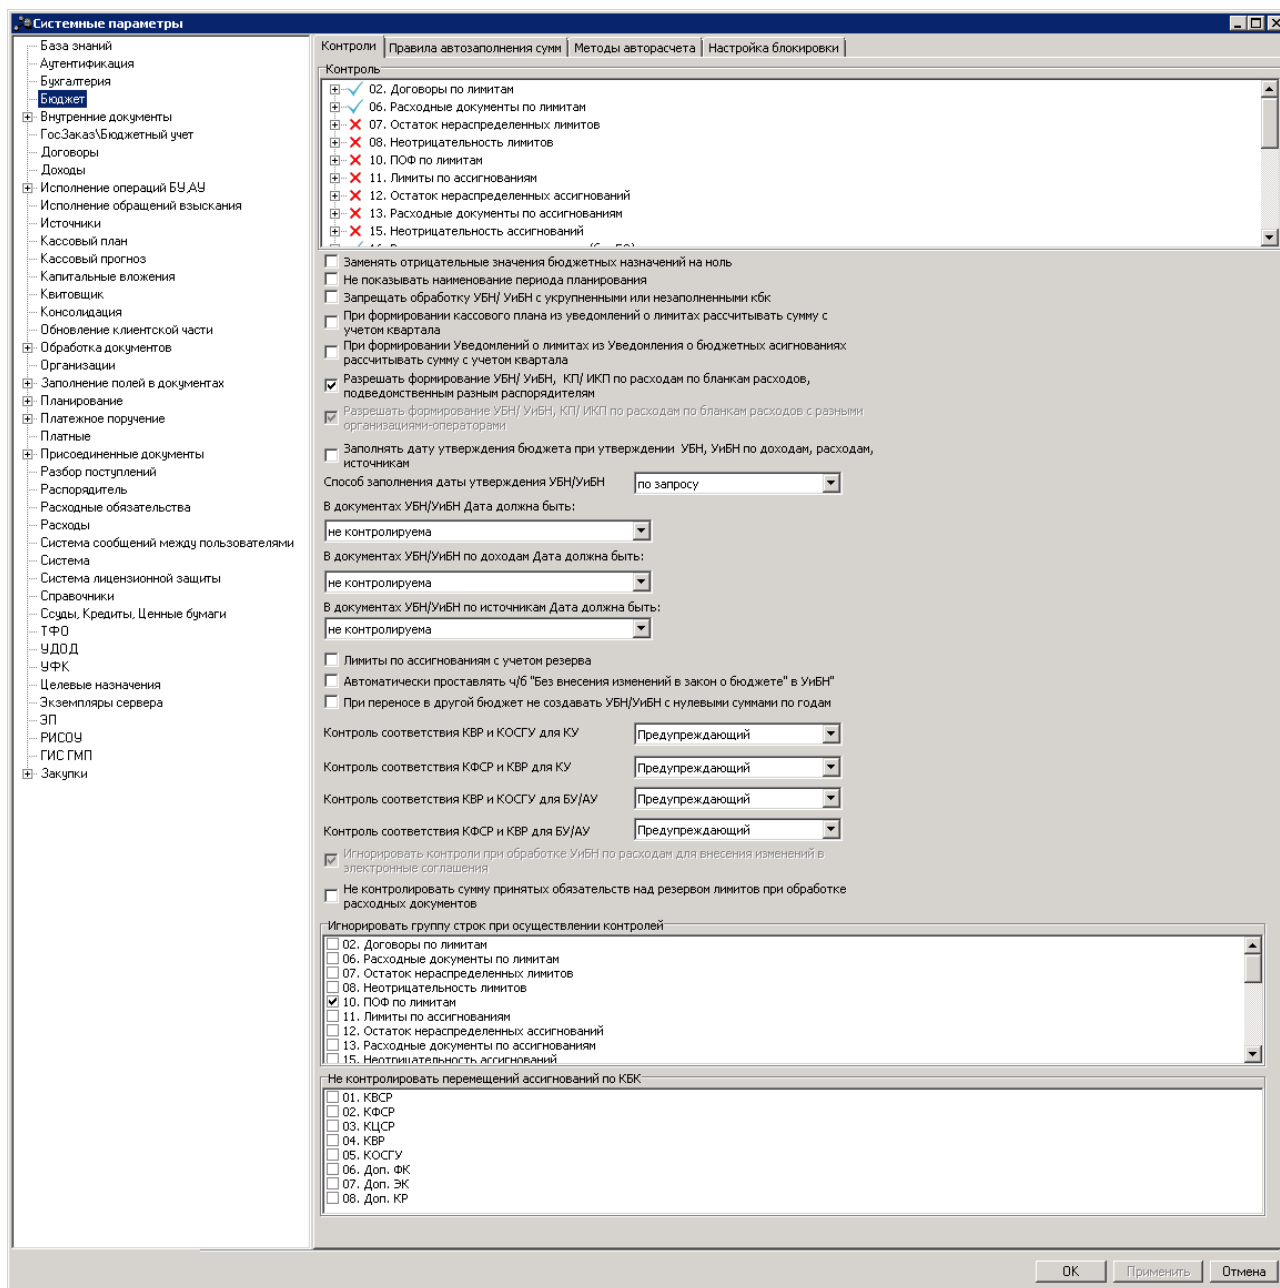 Системные параметры
База знаний
Аутентификация
Бухгалтерия
Бюджет
Внутренние документы
ГосЗаказ\Бюджетный учет
Договоры
Доходы
Исполнение операций БУ,АУ
Исполнение обращений взыскания
Источники
Кассовый план
Кассовый прогноз
Капитальные вложения
Квитовщик
Консолидация
Обновление клиентской части
Обработка документов
Организации
Заполнение полей в документах
Планирование
Платежное поручение
Платные
Присоединенные документы
Разбор поступлений
Распорядитель
Расходные обязательства
Расходы
Система сообщений между пользователями
Система
Система лицензионной защиты
Справочники
Ссуды, Кредиты, Ценные бумаги
ТФО
УДОД
УФК
Целевые назначения
Экземпляры сервера
ЭП
РИСОУ
ГИС ГМП
Закупки
Контроли Правила автозаполнения сумм Методы авторасчета Настройка блокировки
Контроль
02. Договоры по лимитам
06. Расходные документы по лимитам
07. Остаток нераспределенных лимитов
08. Неотрицательность лимитов
10. ПОФ по лимитам
11. Лимиты по ассигнованиям
12. Остаток нераспределенных ассигнований
13. Расходные документы по ассигнованиям
15. Неотрицательность ассигнований
Заменять отрицательные значения бюджетных назначений на ноль
Не показывать наименование периода планирования
Запрещать обработку УБН/ УиБН с укрупненными или незаполненными кбк
При формировании кассового плана из уведомлений о лимитах рассчитывать сумму с
учетом квартала
При формировании Уведомлений о лимитах из Уведомления о бюджетных асигнованиях
рассчитывать сумму с учетом квартала
Разрешать формирование УБН/ УиБН, КП/ ИКП по расходам по бланкам расходов,
подведомственным разным распорядителям
Разрешать формирование УБН/ УиБН, КП/ ИКП по расходам по бланкам расходов с разными
организациями-операторами
Заполнять дату утверждения бюджета при утверждении УБН, УиБН по доходам, расходам,
источникам
Способ заполнения даты утверждения УБН/УиБН по запросу
В документах УБН/УиБН Дата должна быть:
не контролируема
В документах УБН/УиБН по доходам Дата должна быть:
не контролируема
В документах УБН/УиБН по источникам Дата должна быть:
не контролируема
Лимиты по ассигнованиям с учетом резерва
Автоматически проставлять ч/б "Без внесения изменений в закон о бюджете" в УиБН"
При переносе в другой бюджет не создавать УБН/УиБН с нулевыми суммами по годам
Контроль соответствия КВР и КОСГУ для КУ Предупреждающий
Контроль соответствия КФСР и КВР для КУ Предупреждающий
Контроль соответствия КВР и КОСГУ для БУ/АУ Предупреждающий
Контроль соответствия КФСР и КВР для БУ/АУ Предупреждающий
Игнорировать контроли при обработке УиБН по расходам для внесения изменений в
электронные соглашения
Не контролировать сумму принятых обязательств над резервом лимитов при обработке
расходных документов
Игнорировать группу строк при осуществлении контролей
02. Договоры по лимитам
06. Расходные документы по лимитам
07. Остаток нераспределенных лимитов
08. Неотрицательность лимитов
10. ПОФ по лимитам
11. Лимиты по ассигнованиям
12. Остаток нераспределенных ассигнований
13. Расходные документы по ассигнованиям
15. Неотрицательность ассигнований
Не контролировать перемещений ассигнований по КБК
01. КВСР
02. КФСР
03. КЦСР
04. КВР
05. КОСГУ
06. Доп. ФК
07. Доп. ЭК
08. Доп. КР
OK Применить Отмена